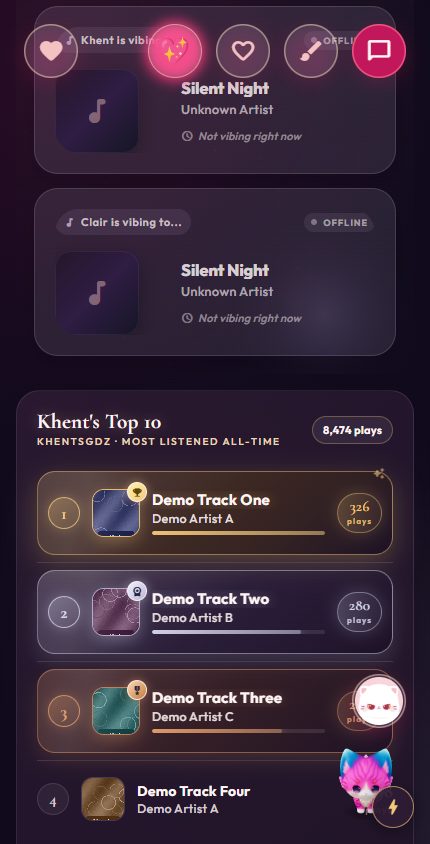 Khent is vibin
OFFLI
Silent Night
Unknown Artist
Not vibing right now
Clair is vibing to...
OFFLINE
Silent Night
Unknown Artist
Not vibing right now
Khent's Top 10
KHENTSGDZ · MOST LISTENED ALL-TIME
8,474 plays
1
Demo Track One
Demo Artist A
326
plays
2
Demo Track Two
Demo Artist B
280
plays
3
Demo Track Three
Demo Artist C
4
Demo Track Four
Demo Artist A